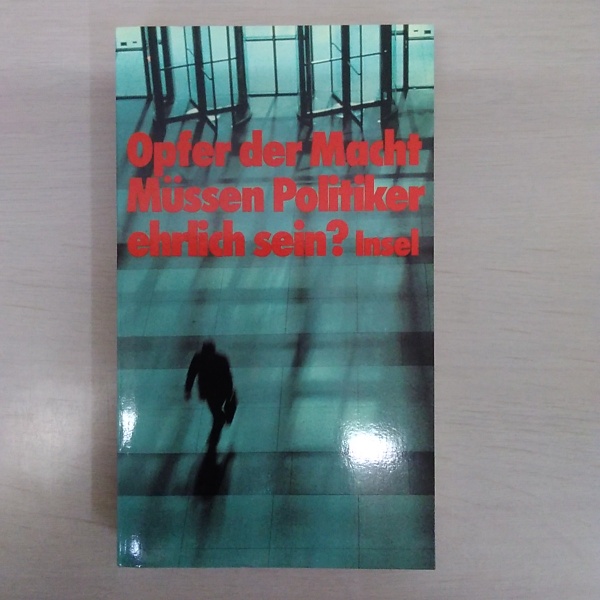 Opfer der Macht
Müssen Politiker
ehrlich sein? Insel